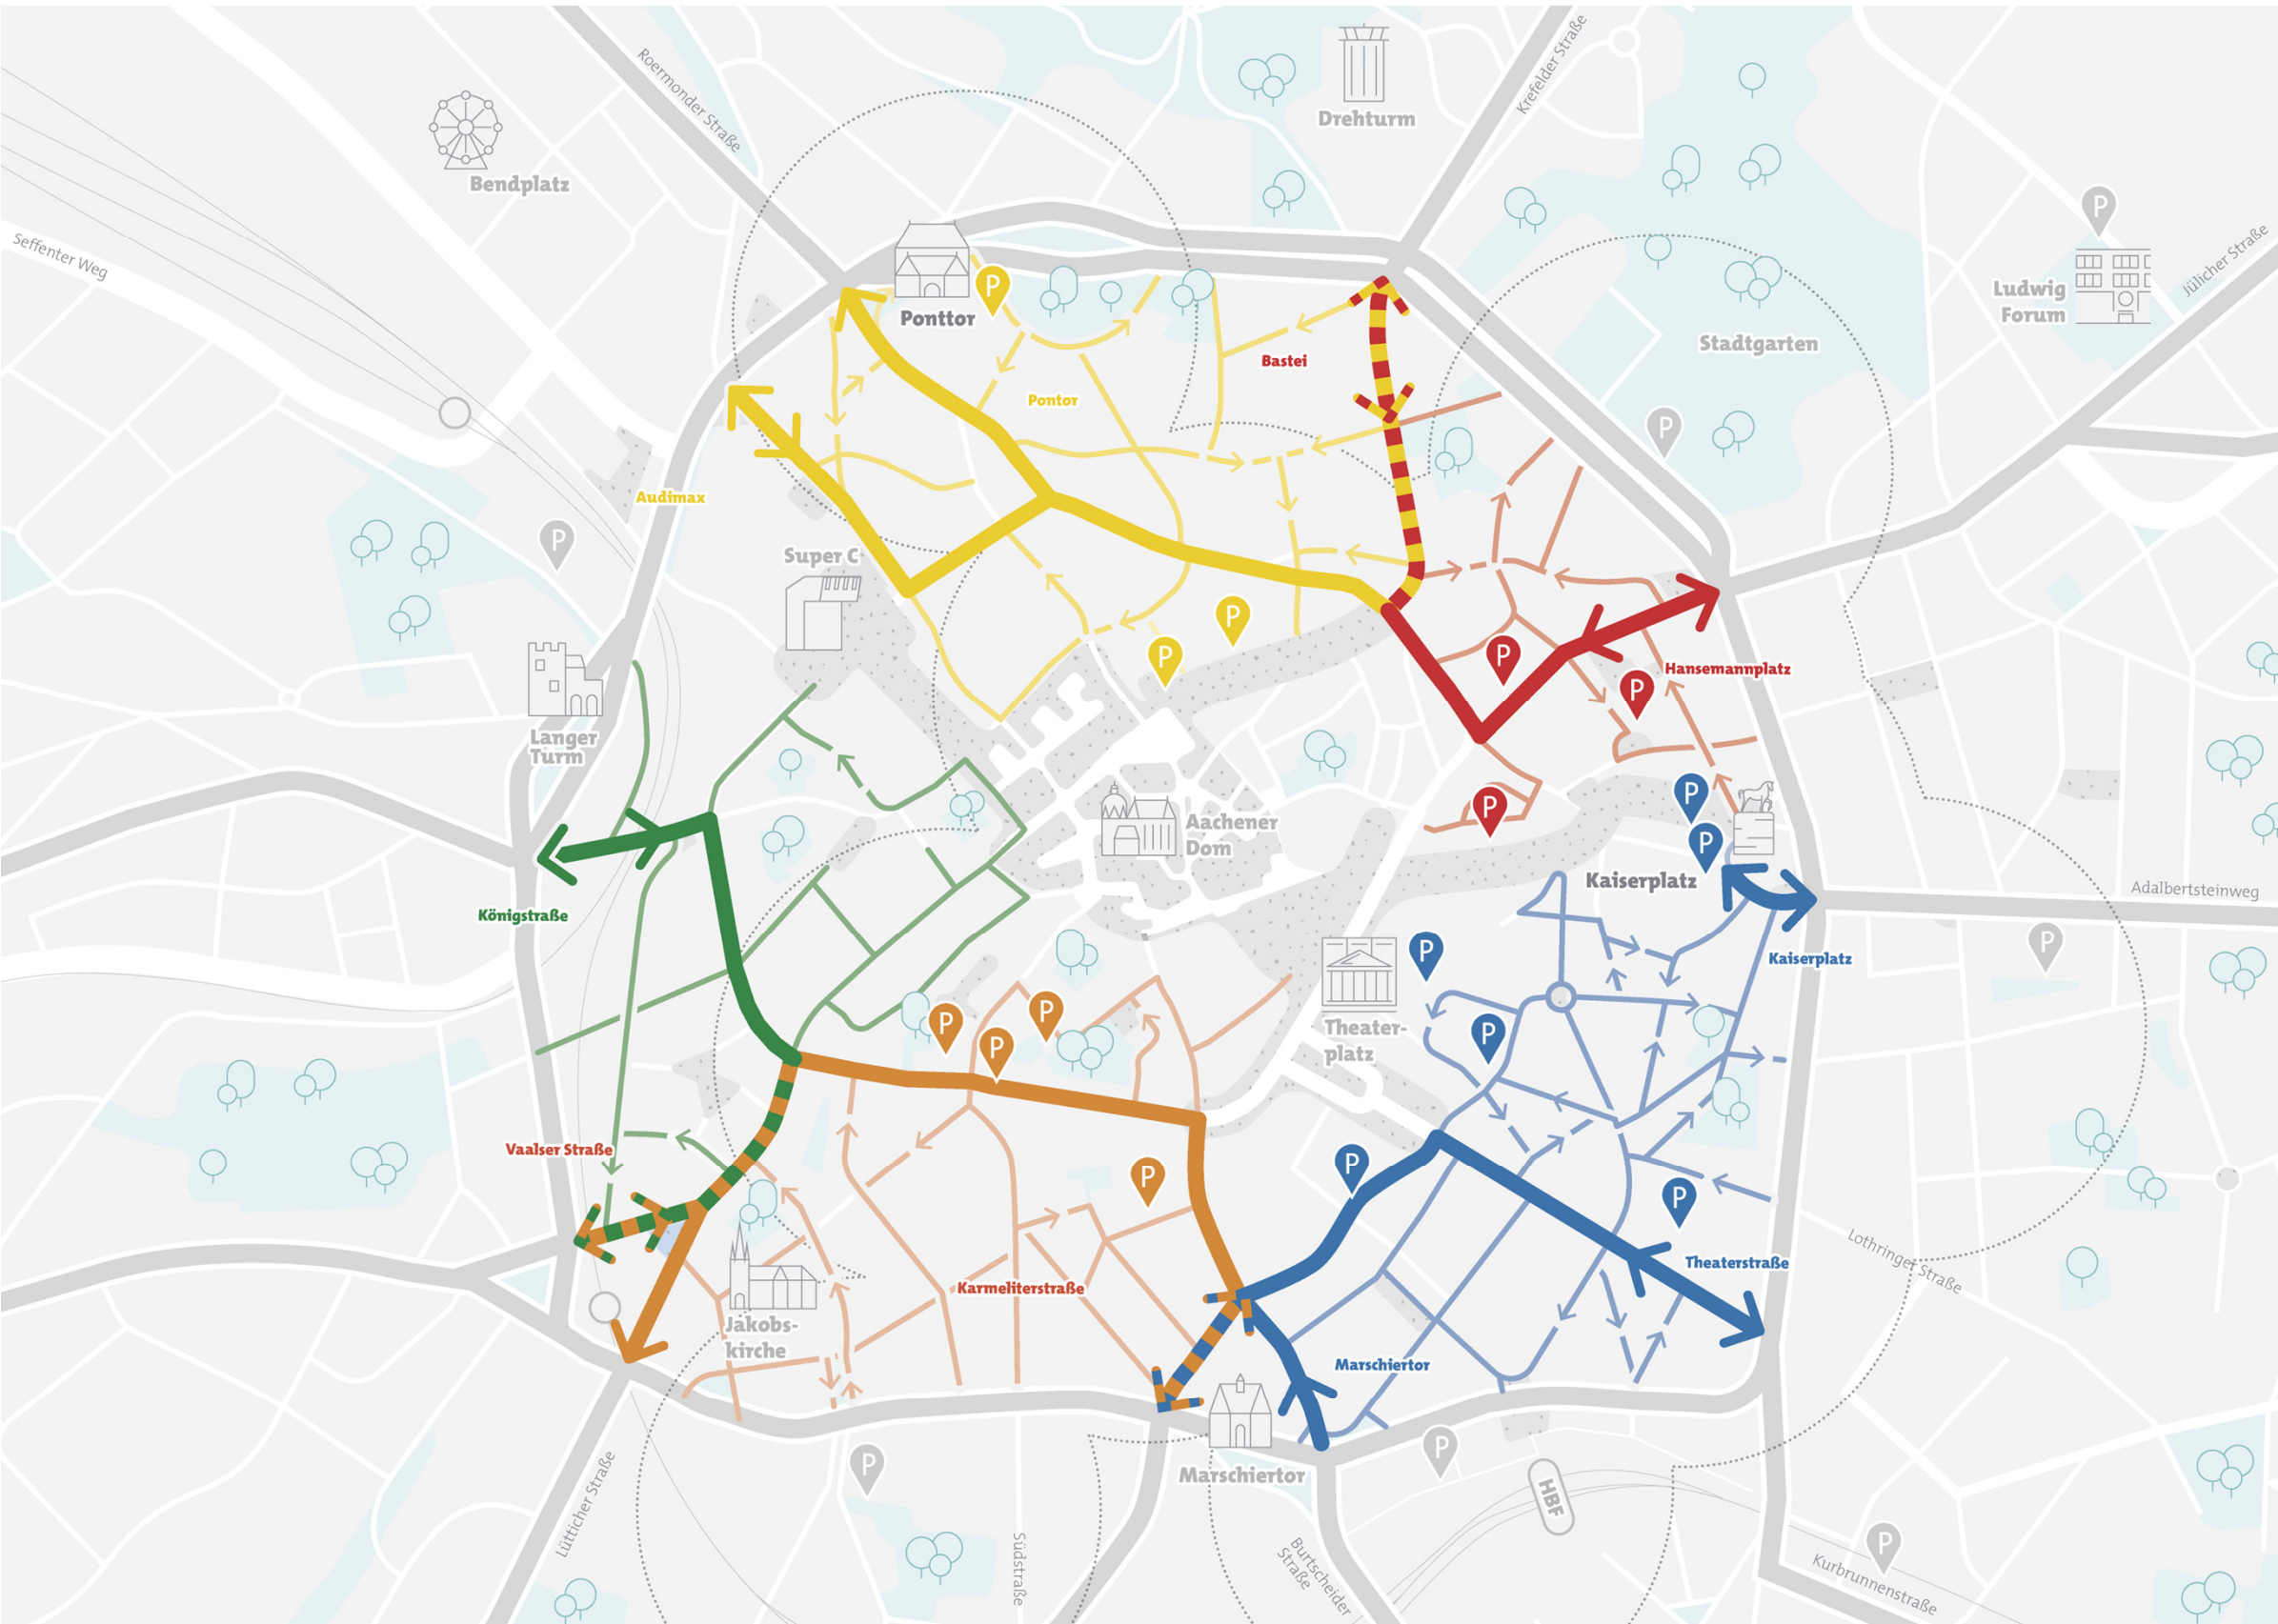 Roermonder Straße
Krefelder Straße
Drehturm
Bendplatz
Seffenter Weg
Jülicher Straße
Ludwig
Forum
P
P
Ponttor
Stadtgarten
Bastei
Pontor
P
Audimax
P
Super C
P
P
P
Hansemannplatz
P
Langer
Turm
P
P
Aachener
Dom
P
Kaiserplatz
Adalbertsteinweg
Königstraße
P
P
Kaiserplatz
P
P
P
P
Theater-
platz
P
Vaalser Straße
P
P
P
Lothringer Straße
Theaterstraße
Karmeliterstraße
Jakobs-
kirche
Marschiertor
P
P
Marschiertor
HBF
Lütticher Straße
Südstraße
Burtscheider
Straße
P
Kurbrunnenstraße